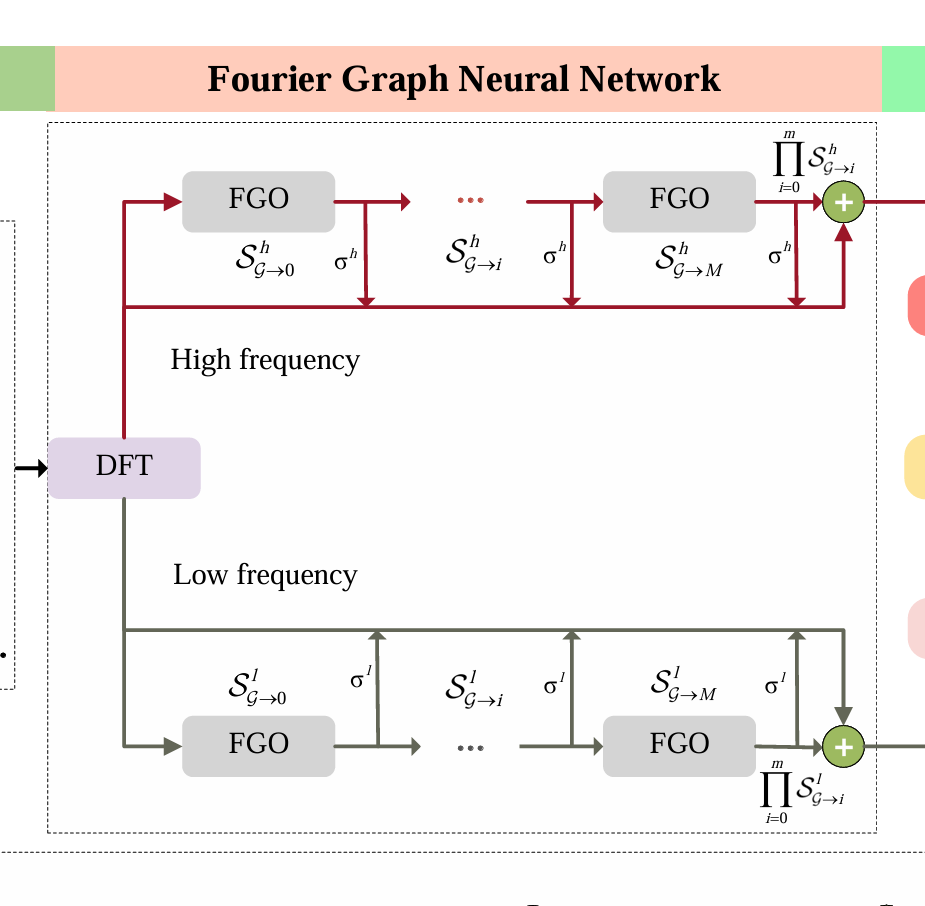 Fourier Graph Neural Network
∏_{i=0}^{m} 𝒮^h_{𝒢→i}
FGO ... FGO +
𝒮^h_{𝒢→0} σ^h 𝒮^h_{𝒢→i} σ^h 𝒮^h_{𝒢→M} σ^h
High frequency
DFT
Low frequency
𝒮^l_{𝒢→0} σ^l 𝒮^l_{𝒢→i} σ^l 𝒮^l_{𝒢→M} σ^l
FGO ... FGO +
∏_{i=0}^{m} 𝒮^l_{𝒢→i}